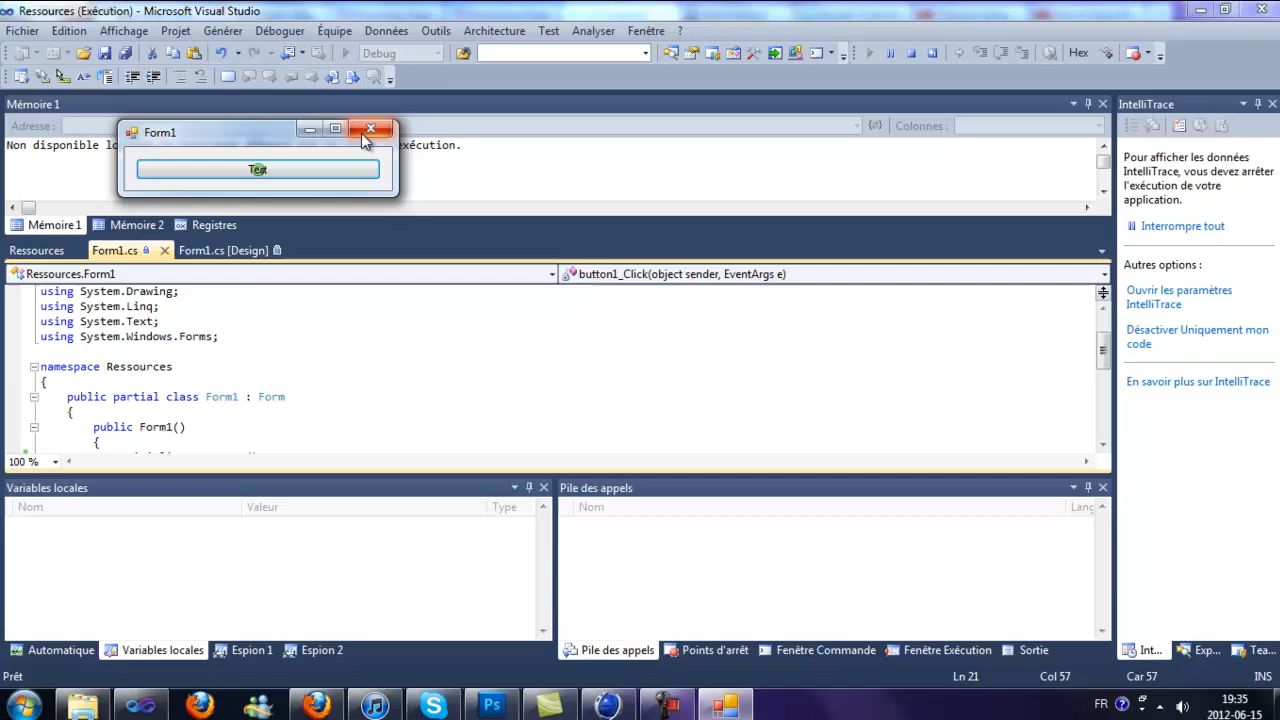 Ressources (Exécution) - Microsoft Visual Studio
Fichier Edition Affichage Projet Générer Déboguer Équipe Données Outils Architecture Test Analyser Fenêtre ?
Debug Hex
Mémoire 1
IntelliTrace
Adresse : Colonnes :
Form1
Non disponible lo exécution.
Test
Pour afficher les données
IntelliTrace, vous devez arrêter
l'exécution de votre
application.
Interrompre tout
Autres options :
Ouvrir les paramètres
IntelliTrace
Désactiver Uniquement mon
code
En savoir plus sur IntelliTrace
Mémoire 1 Mémoire 2 Registres
Ressources Form1.cs Form1.cs [Design]
Ressources.Form1 button1_Click(object sender, EventArgs e)
using System.Drawing;
using System.Linq;
using System.Text;
using System.Windows.Forms;
namespace Ressources
{
public partial class Form1 : Form
{
public Form1()
{
100 %
Variables locales
Nom Valeur Type
Pile des appels
Nom Lang
Automatique Variables locales Espion 1 Espion 2
Pile des appels Points d'arrêt Fenêtre Commande Fenêtre Exécution Sortie
Int... Exp... Tea...
Prêt Ln 21 Col 57 Car 57 INS
Ps
FR
19:35
2012-06-15